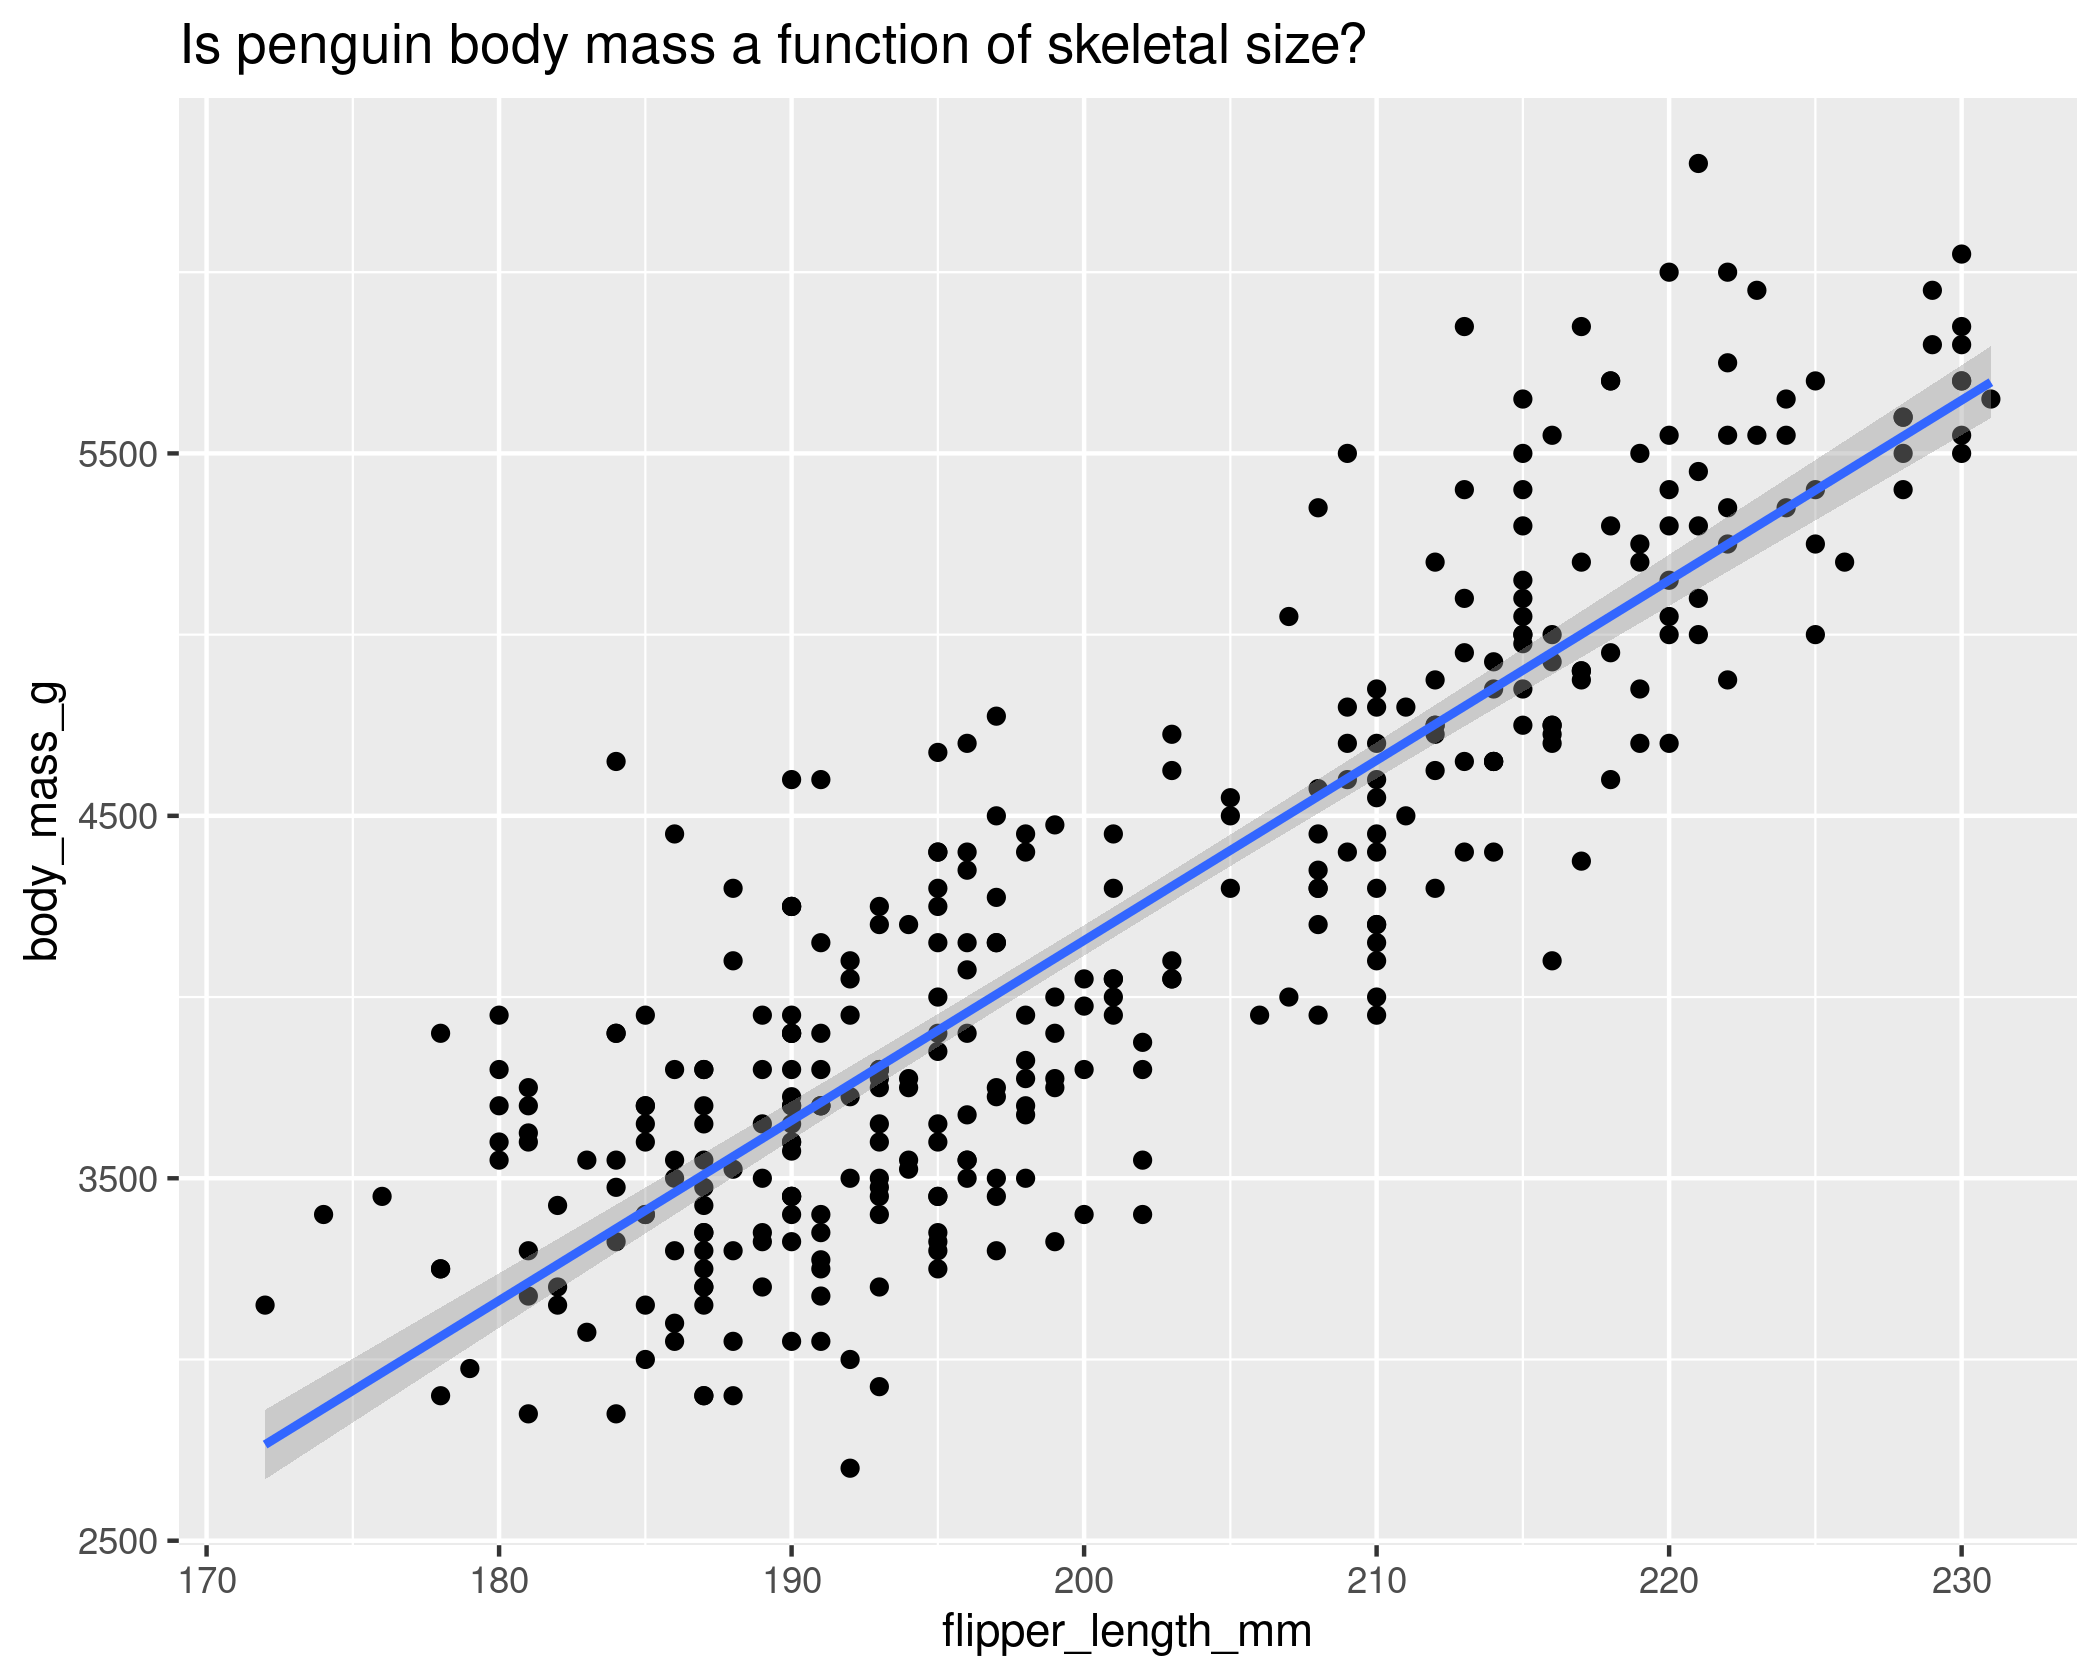 Is penguin body mass a function of skeletal size?
body_mass_g
5500
4500
3500
2500
170 180 190 200 210 220 230
flipper_length_mm